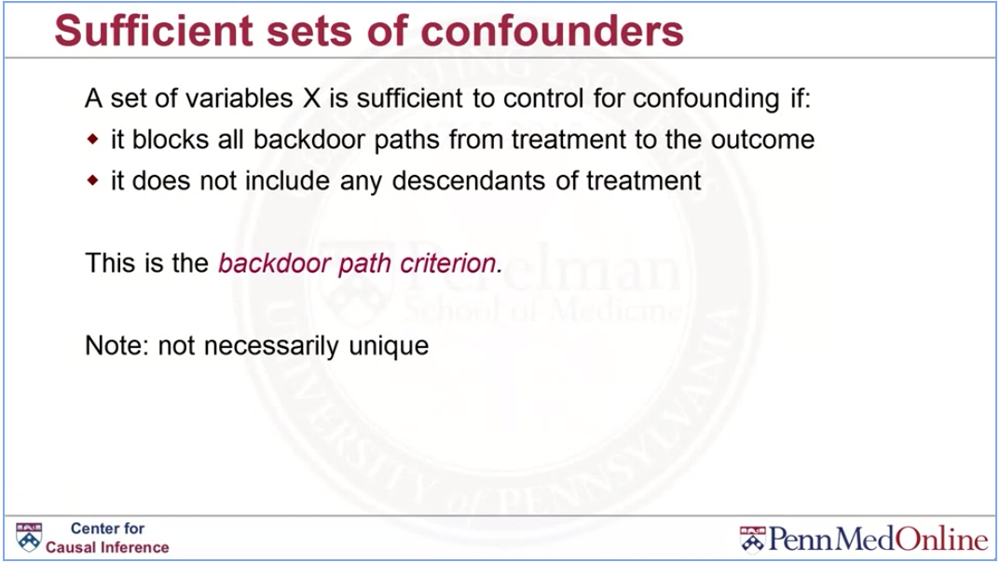 Sufficient sets of confounders
A set of variables X is sufficient to control for confounding if:
◆ it blocks all backdoor paths from treatment to the outcome
◆ it does not include any descendants of treatment
This is the backdoor path criterion.
Perelman
School of Medicine
Note: not necessarily unique
UNIVERSITY of PENNSYLVANIA
Center for
Causal Inference
PennMedOnline